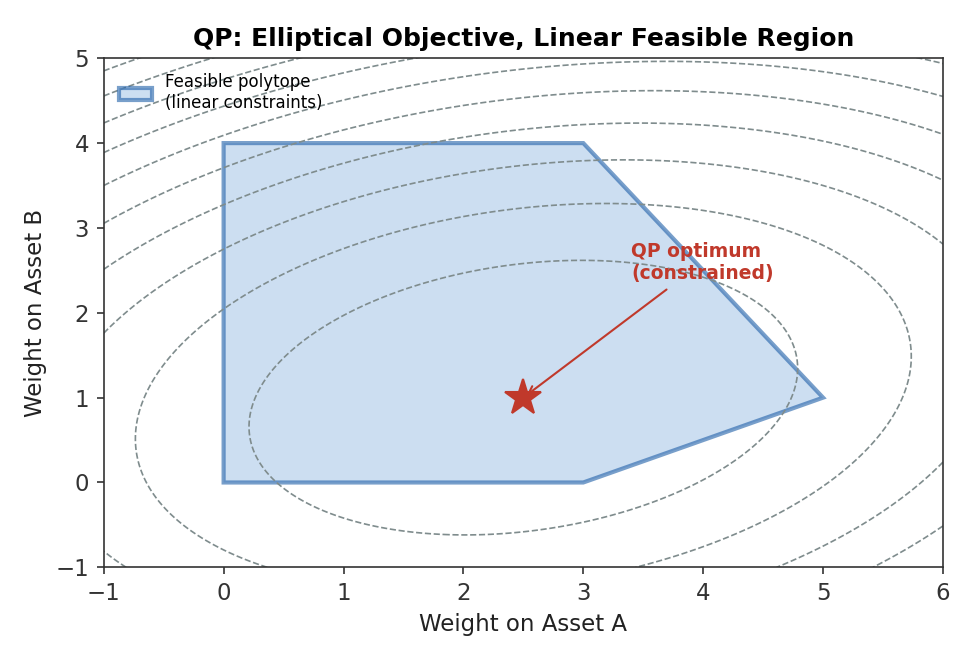 QP: Elliptical Objective, Linear Feasible Region
Feasible polytope
(linear constraints)
QP optimum
(constrained)
Weight on Asset B
5
4
3
2
1
0
−1
−1 0 1 2 3 4 5 6
Weight on Asset A